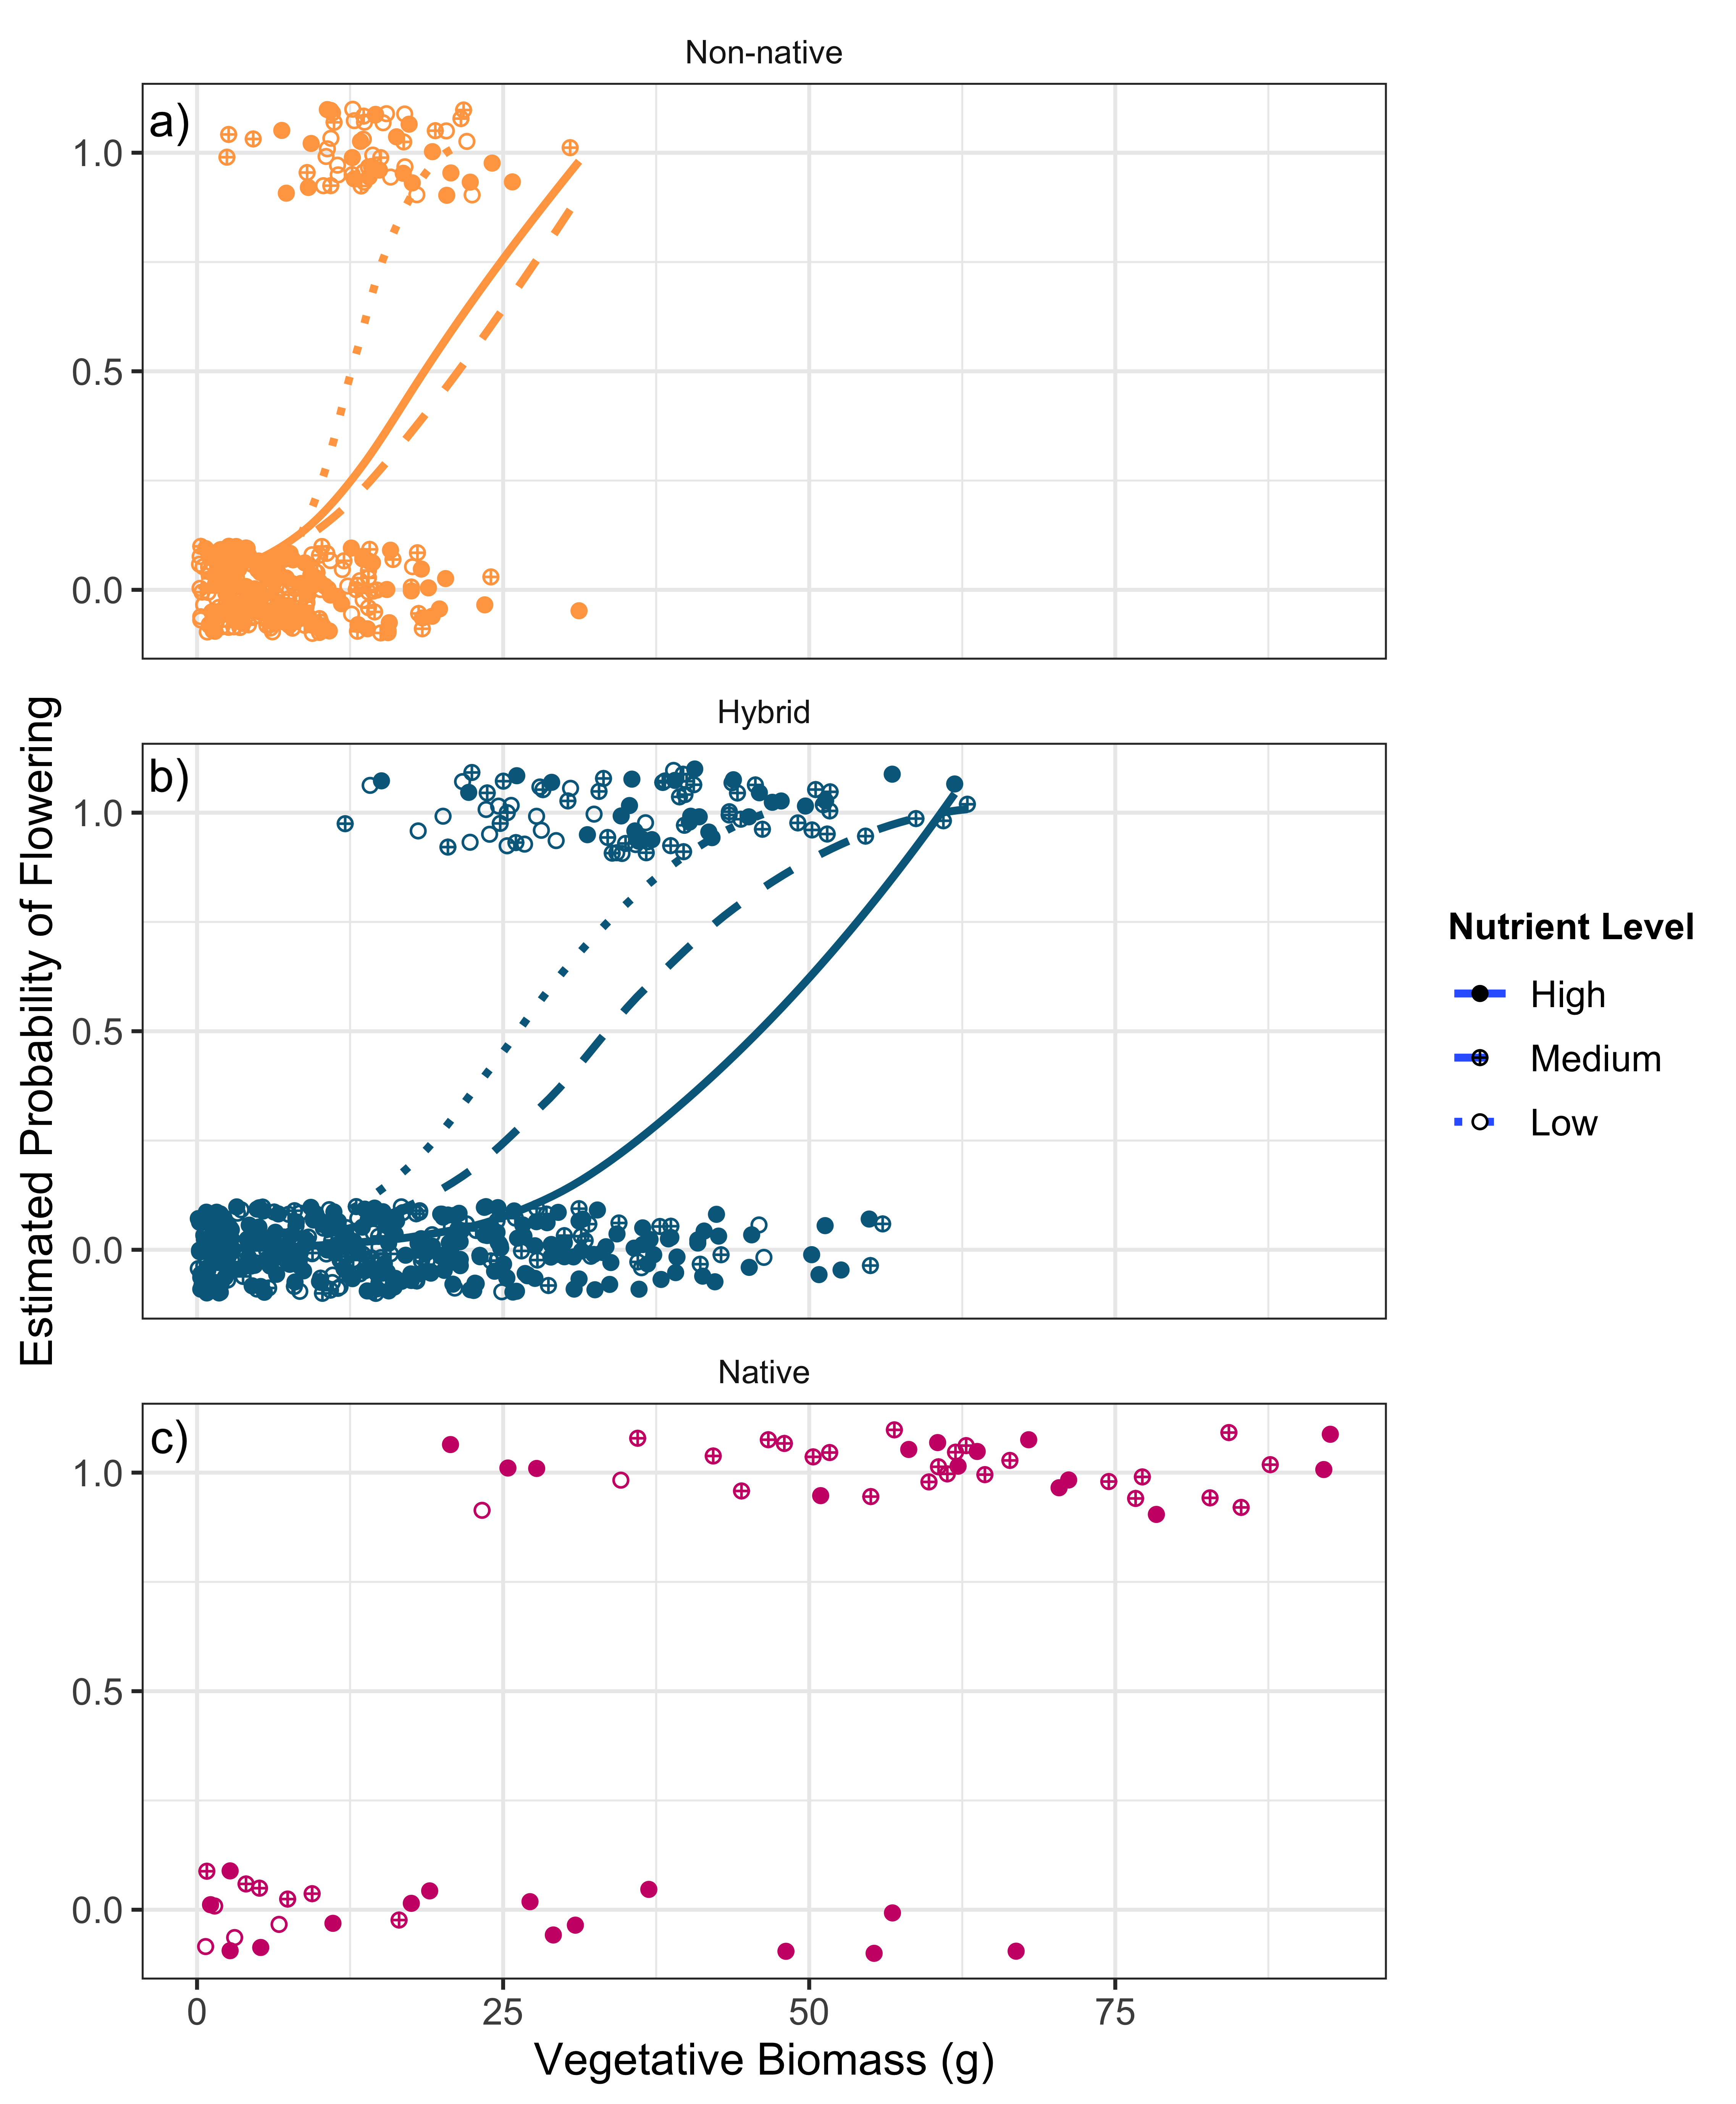 Non-native
a)
1.0
0.5
0.0
Hybrid
b)
1.0
0.5
0.0
Native
c)
1.0
0.5
0.0
0 25 50 75
Vegetative Biomass (g)
Estimated Probability of Flowering
Nutrient Level
High
Medium
Low